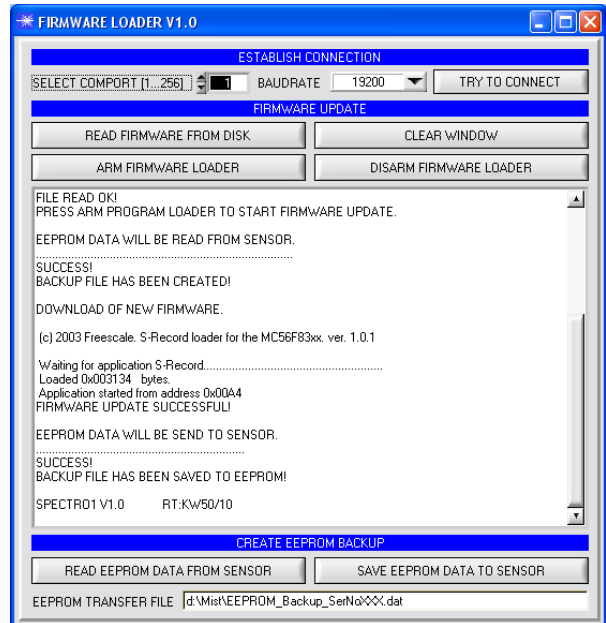 FIRMWARE LOADER V1.0
ESTABLISH CONNECTION
SELECT COMPORT [1...256] 1 BAUDRATE 19200 TRY TO CONNECT
FIRMWARE UPDATE
READ FIRMWARE FROM DISK CLEAR WINDOW
ARM FIRMWARE LOADER DISARM FIRMWARE LOADER
FILE READ OK!
PRESS ARM PROGRAM LOADER TO START FIRMWARE UPDATE.
EEPROM DATA WILL BE READ FROM SENSOR.
................................................................................
SUCCESS!
BACKUP FILE HAS BEEN CREATED!
DOWNLOAD OF NEW FIRMWARE.
(c) 2003 Freescale. S-Record loader for the MC56F83xx. ver. 1.0.1
Waiting for application S-Record.......................................................
Loaded 0x003134 bytes.
Application started from address 0x00A4
FIRMWARE UPDATE SUCCESSFUL!
EEPROM DATA WILL BE SEND TO SENSOR.
.................................................................
SUCCESS!
BACKUP FILE HAS BEEN SAVED TO EEPROM!
SPECTRO1 V1.0 RT:KW50/10
CREATE EEPROM BACKUP
READ EEPROM DATA FROM SENSOR SAVE EEPROM DATA TO SENSOR
EEPROM TRANSFER FILE d:\Mist\EEPROM_Backup_SerNoXXX.dat